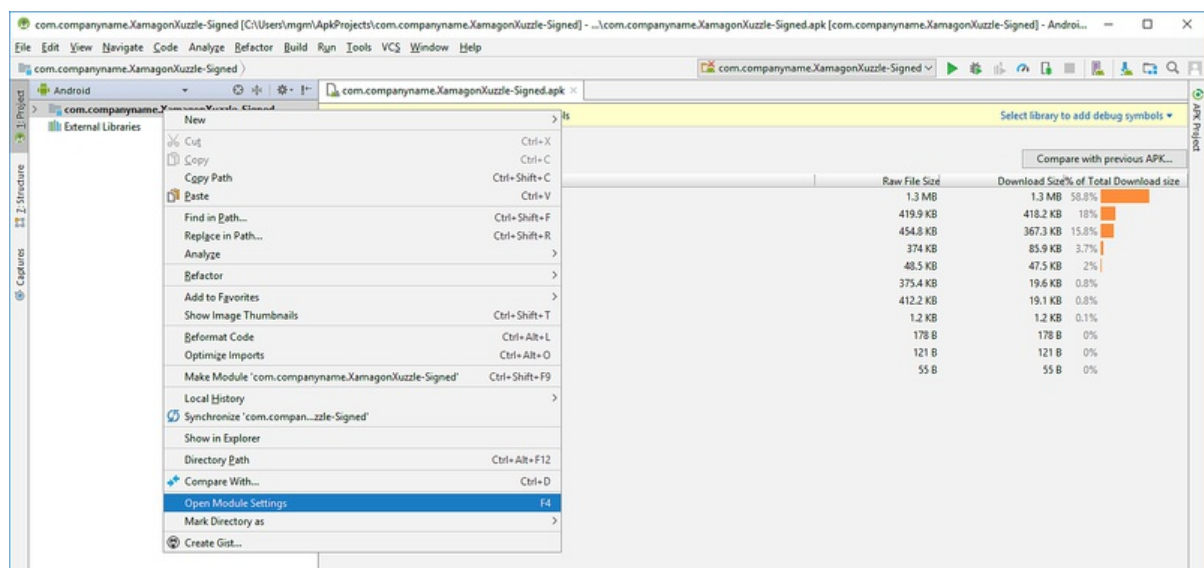 com.companyname.XamagonXuzzle-Signed [C:\Users\mgm\ApkProjects\com.companyname.XamagonXuzzle-Signed] - ...\com.companyname.XamagonXuzzle-Signed.apk [com.companyname.XamagonXuzzle-Signed] - Androi...
File Edit View Navigate Code Analyze Refactor Build Run Tools VCS Window Help
com.companyname.XamagonXuzzle-Signed
com.companyname.XamagonXuzzle-Signed
1: Project
Z: Structure
Captures
Android
com.companyname.XamagonXuzzle-Signed.apk
com.companyname.XamagonXuzzle-Signed
External Libraries
Select library to add debug symbols
APK Project
Compare with previous APK...
New
Cut Ctrl+X
Copy Ctrl+C
Copy Path Ctrl+Shift+C
Paste Ctrl+V
Find in Path... Ctrl+Shift+F
Replace in Path... Ctrl+Shift+R
Analyze
Refactor
Add to Favorites
Show Image Thumbnails Ctrl+Shift+T
Reformat Code Ctrl+Alt+L
Optimize Imports Ctrl+Alt+O
Make Module 'com.companyname.XamagonXuzzle-Signed' Ctrl+Shift+F9
Local History
Synchronize 'com.compan...zzle-Signed'
Show in Explorer
Directory Path Ctrl+Alt+F12
Compare With... Ctrl+D
Open Module Settings F4
Mark Directory as
Create Gist...
Raw File Size Download Size % of Total Download size
1.3 MB 1.3 MB 58.8%
419.9 KB 418.2 KB 18%
454.8 KB 367.3 KB 15.8%
374 KB 85.9 KB 3.7%
48.5 KB 47.5 KB 2%
375.4 KB 19.6 KB 0.8%
412.2 KB 19.1 KB 0.8%
1.2 KB 1.2 KB 0.1%
178 B 178 B 0%
121 B 121 B 0%
55 B 55 B 0%